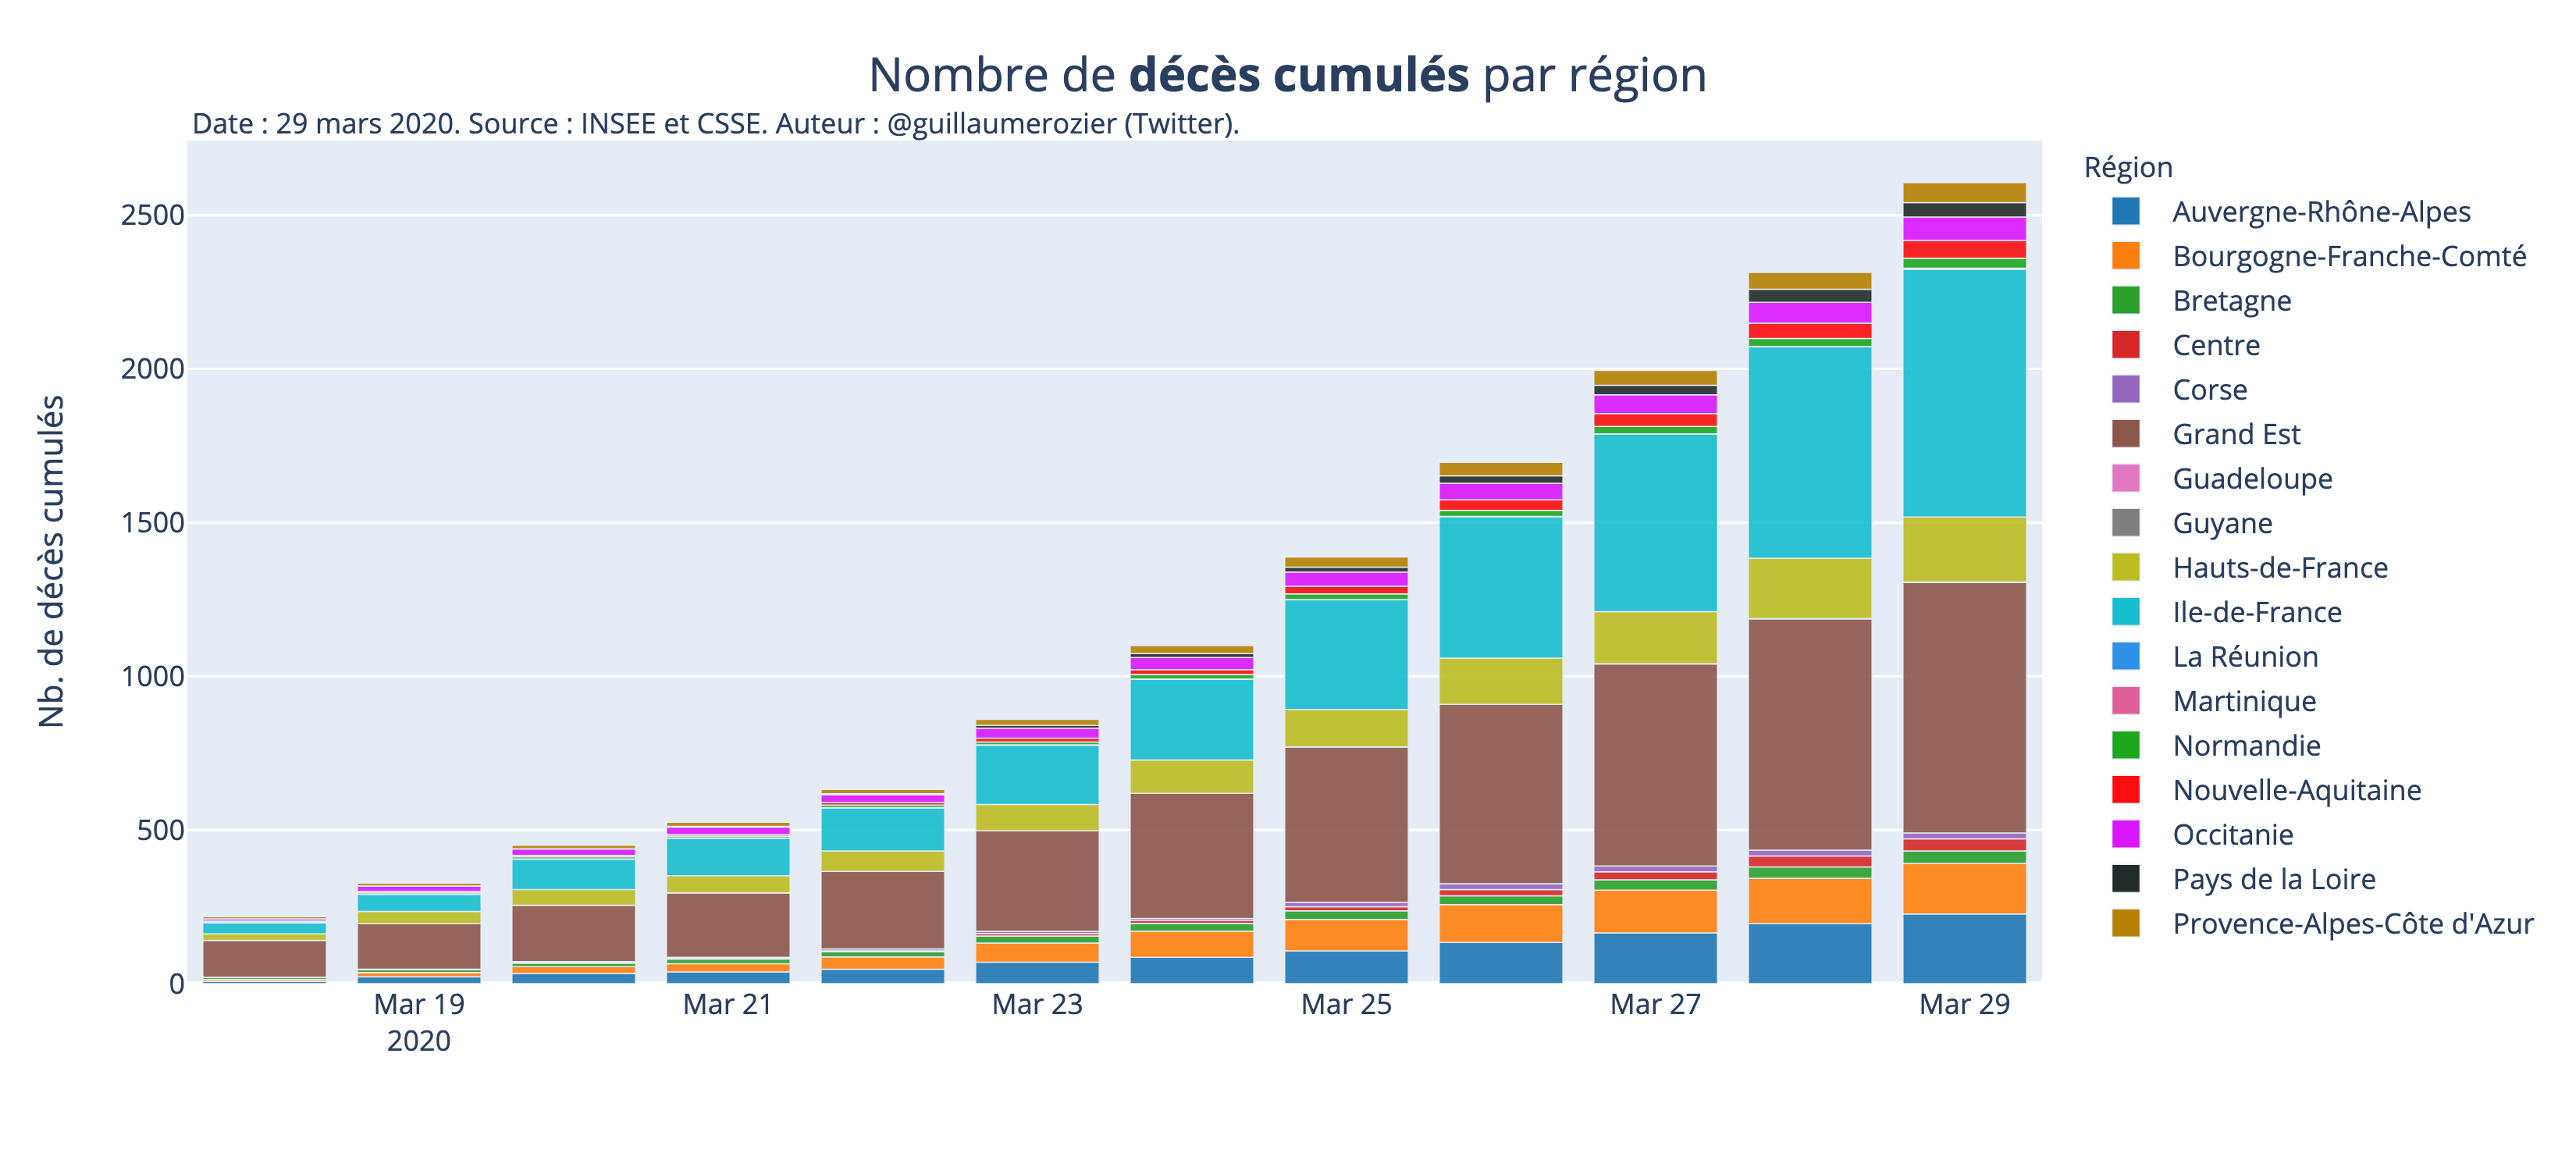 Nombre de décès cumulés par région
Date : 29 mars 2020. Source : INSEE et CSSE. Auteur : @guillaumerozier (Twitter).
Nb. de décès cumulés
2500
2000
1500
1000
500
0
Mar 19
2020
Mar 21
Mar 23
Mar 25
Mar 27
Mar 29
Région
Auvergne-Rhône-Alpes
Bourgogne-Franche-Comté
Bretagne
Centre
Corse
Grand Est
Guadeloupe
Guyane
Hauts-de-France
Ile-de-France
La Réunion
Martinique
Normandie
Nouvelle-Aquitaine
Occitanie
Pays de la Loire
Provence-Alpes-Côte d'Azur